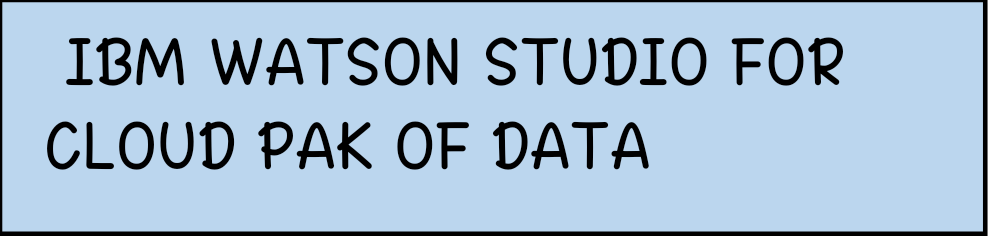 IBM WATSON STUDIO FOR
CLOUD PAK OF DATA